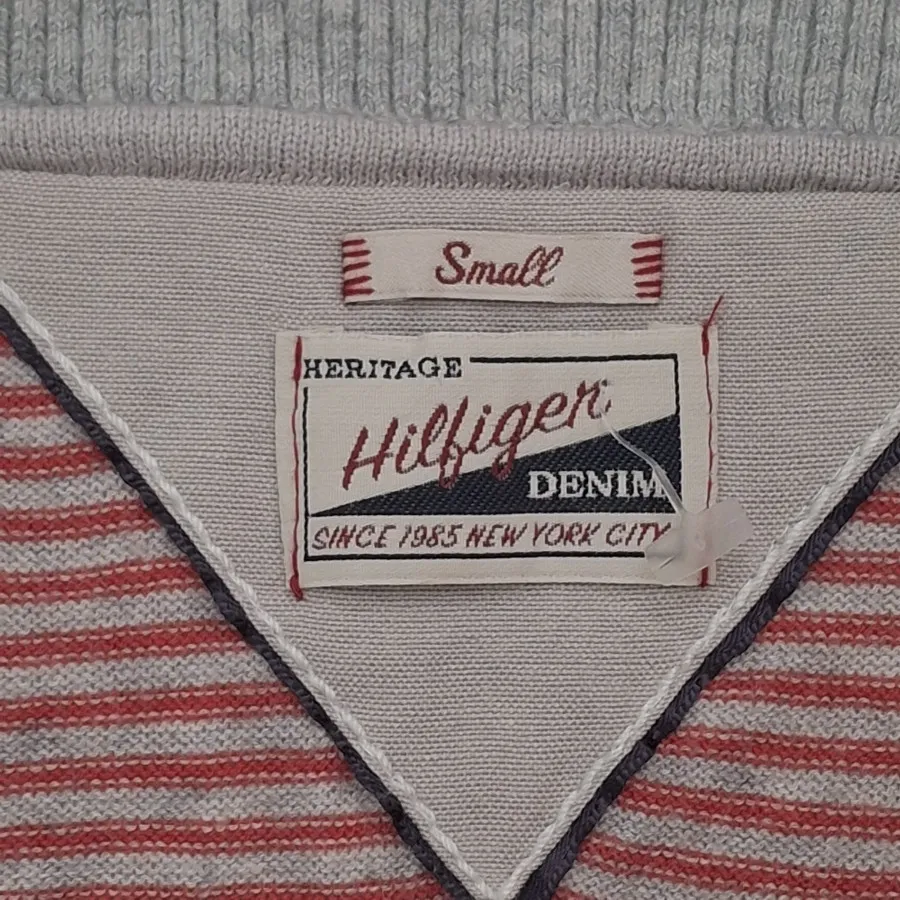 Small
HERITAGE
Hilfiger
DENIM
SINCE 1985 NEW YORK CITY